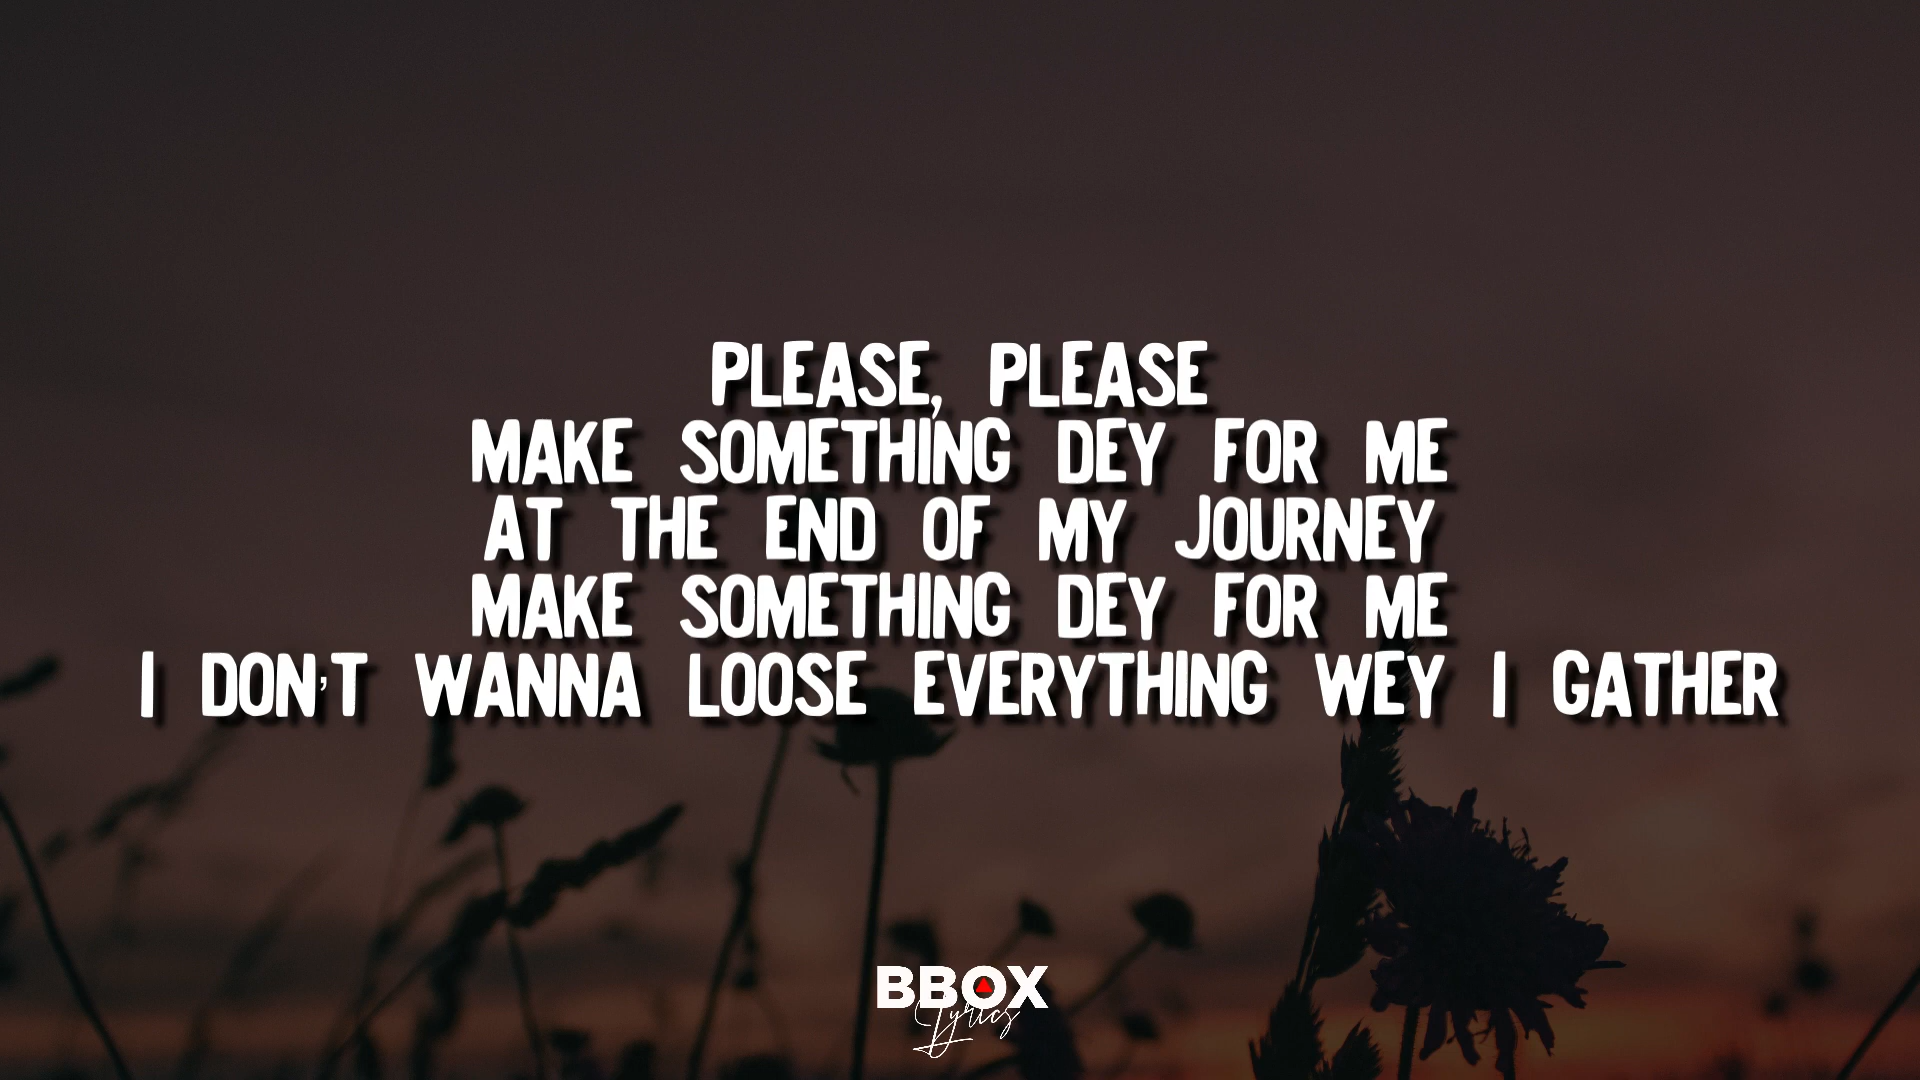 PLEASE, PLEASE
MAKE SOMETHING DEY FOR ME
AT THE END OF MY JOURNEY
MAKE SOMETHING DEY FOR ME
I DON'T WANNA LOOSE EVERYTHING WEY I GATHER
BBOX
Lyrics